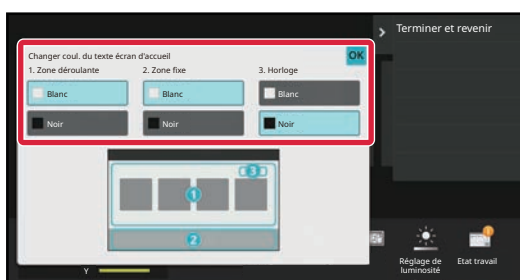 Terminer et revenir
Changer coul. du texte écran d'accueil
OK
1. Zone déroulante
2. Zone fixe
3. Horloge
Blanc
Blanc
Blanc
Noir
Noir
Noir
3
1
2
Réglage de
luminosité
Etat travail
Y